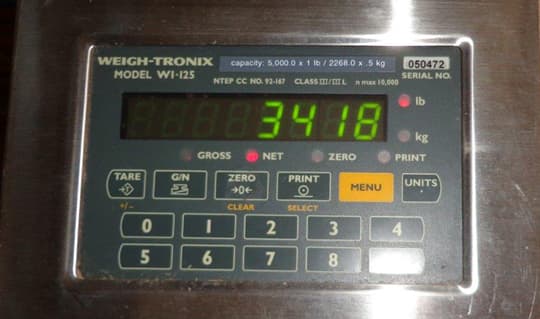 WEIGH-TRONIX capacity: 5,000.0 x 1 lb / 2268.0 x .5 kg 050472
MODEL WI-125 NTEP CC NO. 92-167 CLASS III/III L n max 10,000 SERIAL NO.
3418
lb
kg
GROSS NET ZERO PRINT
TARE G/N ZERO PRINT MENU UNITS
→T← →0←
+/- CLEAR SELECT
0 1 2 3 4
5 6 7 8